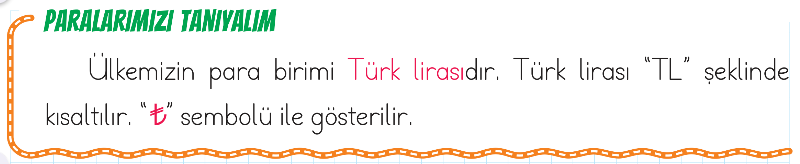 PARALARIMIZI TANIYALIM
Ülkemizin para birimi Türk lirasıdır. Türk lirası "TL" şeklinde
kısaltılır. "₺" sembolü ile gösterilir.